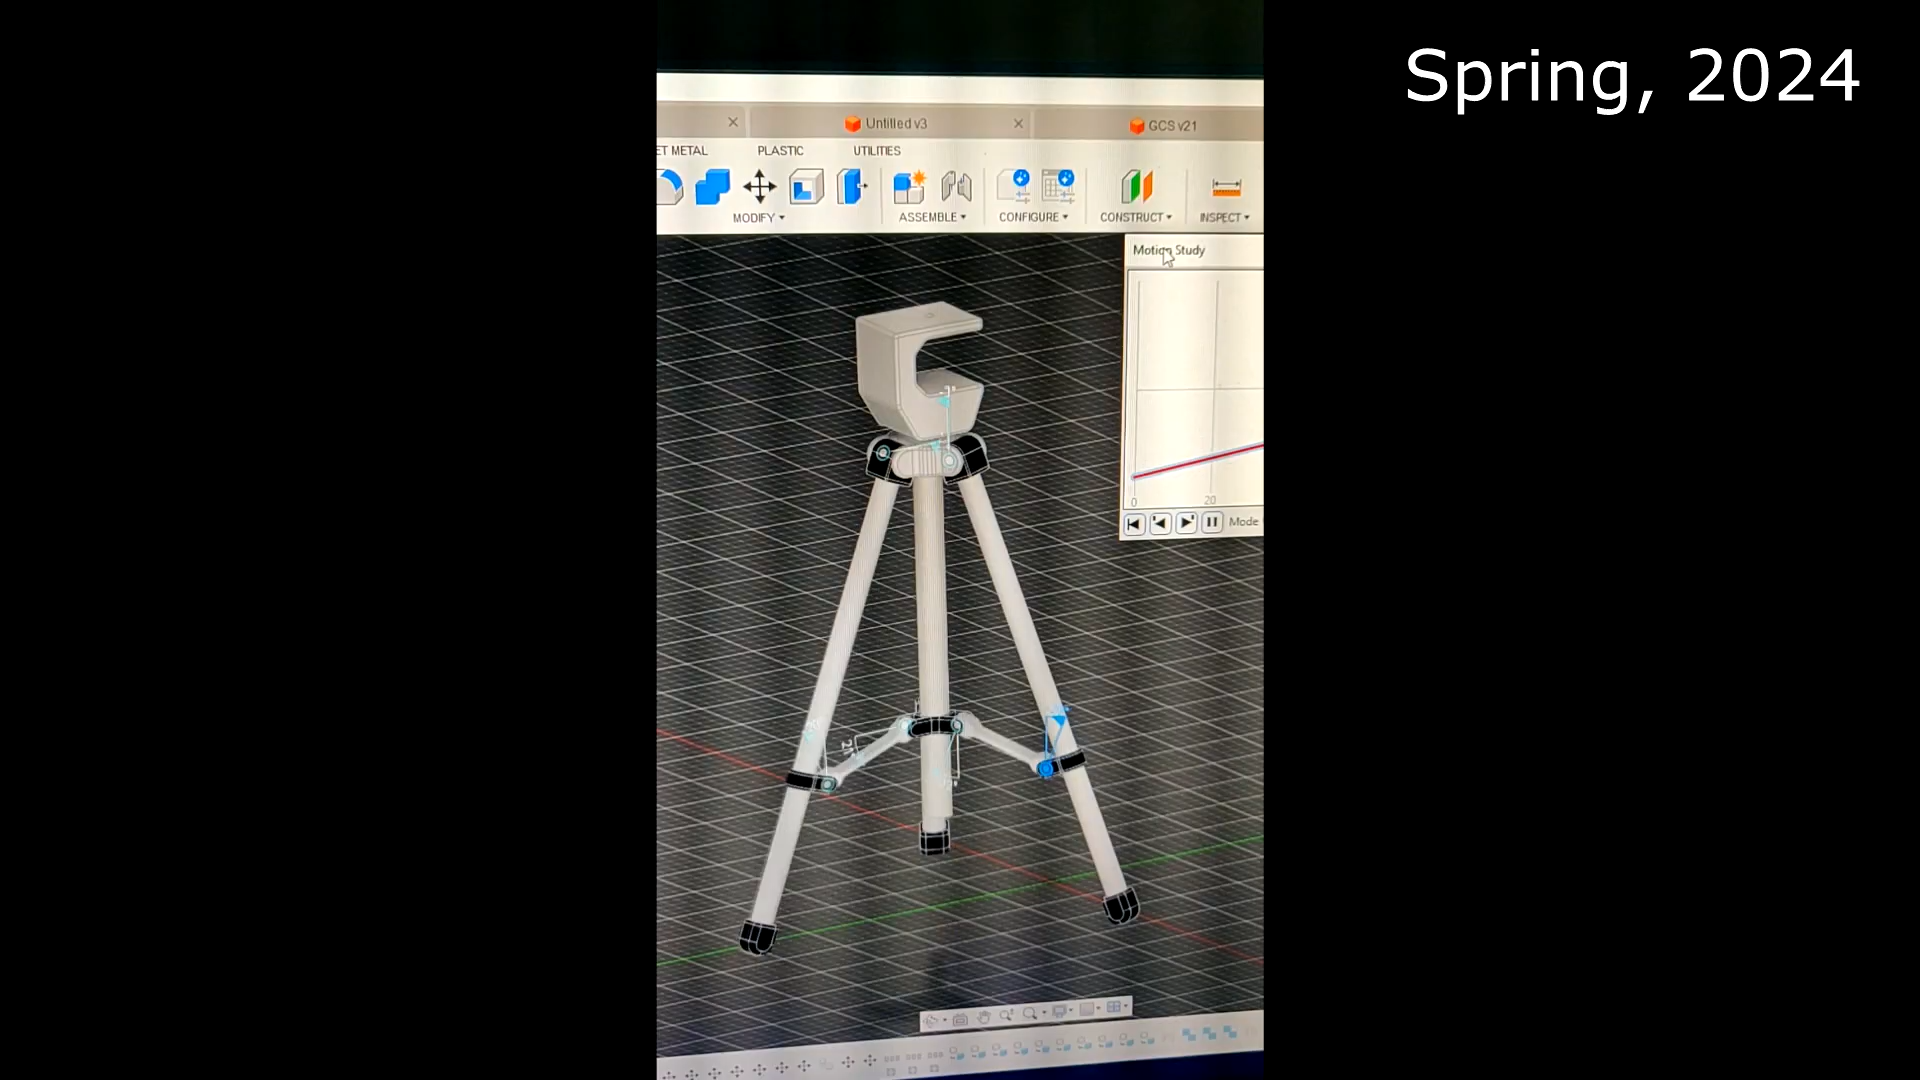 Spring, 2024
Untitled v3
GCS v21
ET METAL
PLASTIC
UTILITIES
MODIFY
ASSEMBLE
CONFIGURE
CONSTRUCT
INSPECT
Motion Study
0
20
Mode